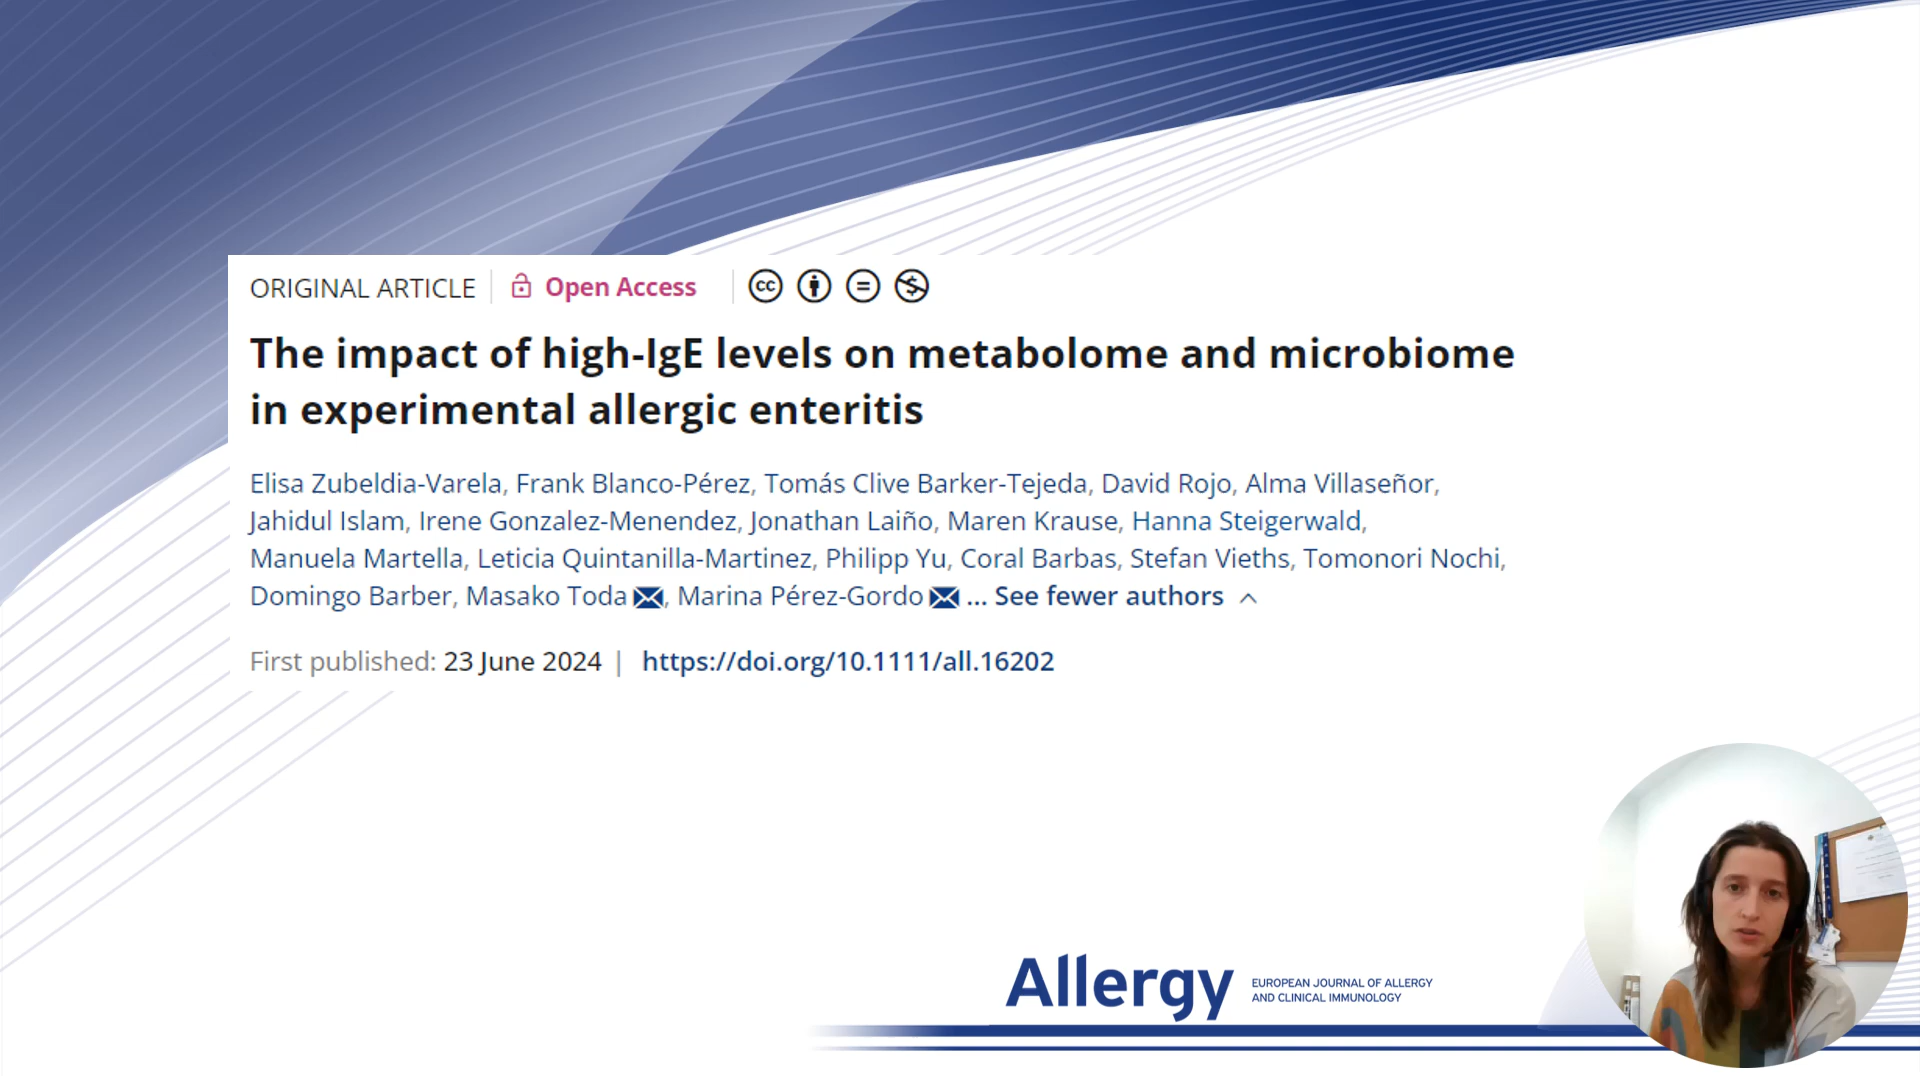 ORIGINAL ARTICLE Open Access cc
The impact of high-IgE levels on metabolome and microbiome
in experimental allergic enteritis
Elisa Zubeldia-Varela, Frank Blanco-Pérez, Tomás Clive Barker-Tejeda, David Rojo, Alma Villaseñor,
Jahidul Islam, Irene Gonzalez-Menendez, Jonathan Laiño, Maren Krause, Hanna Steigerwald,
Manuela Martella, Leticia Quintanilla-Martinez, Philipp Yu, Coral Barbas, Stefan Vieths, Tomonori Nochi,
Domingo Barber, Masako Toda, Marina Pérez-Gordo ... See fewer authors
First published: 23 June 2024 | https://doi.org/10.1111/all.16202
Allergy
EUROPEAN JOURNAL OF ALLERGY
AND CLINICAL IMMUNOLOGY